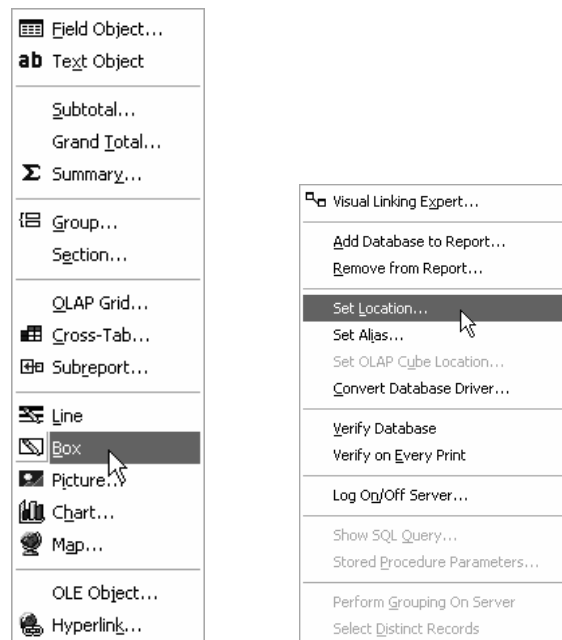 Field Object...
ab Text Object
Subtotal...
Grand Total...
Σ Summary...
Group...
Section...
OLAP Grid...
Cross-Tab...
Subreport...
Line
Box
Picture...
Chart...
Map...
OLE Object...
Hyperlink...
Visual Linking Expert...
Add Database to Report...
Remove from Report...
Set Location...
Set Alias...
Set OLAP Cube Location...
Convert Database Driver...
Verify Database
Verify on Every Print
Log On/Off Server...
Show SQL Query...
Stored Procedure Parameters...
Perform Grouping On Server
Select Distinct Records